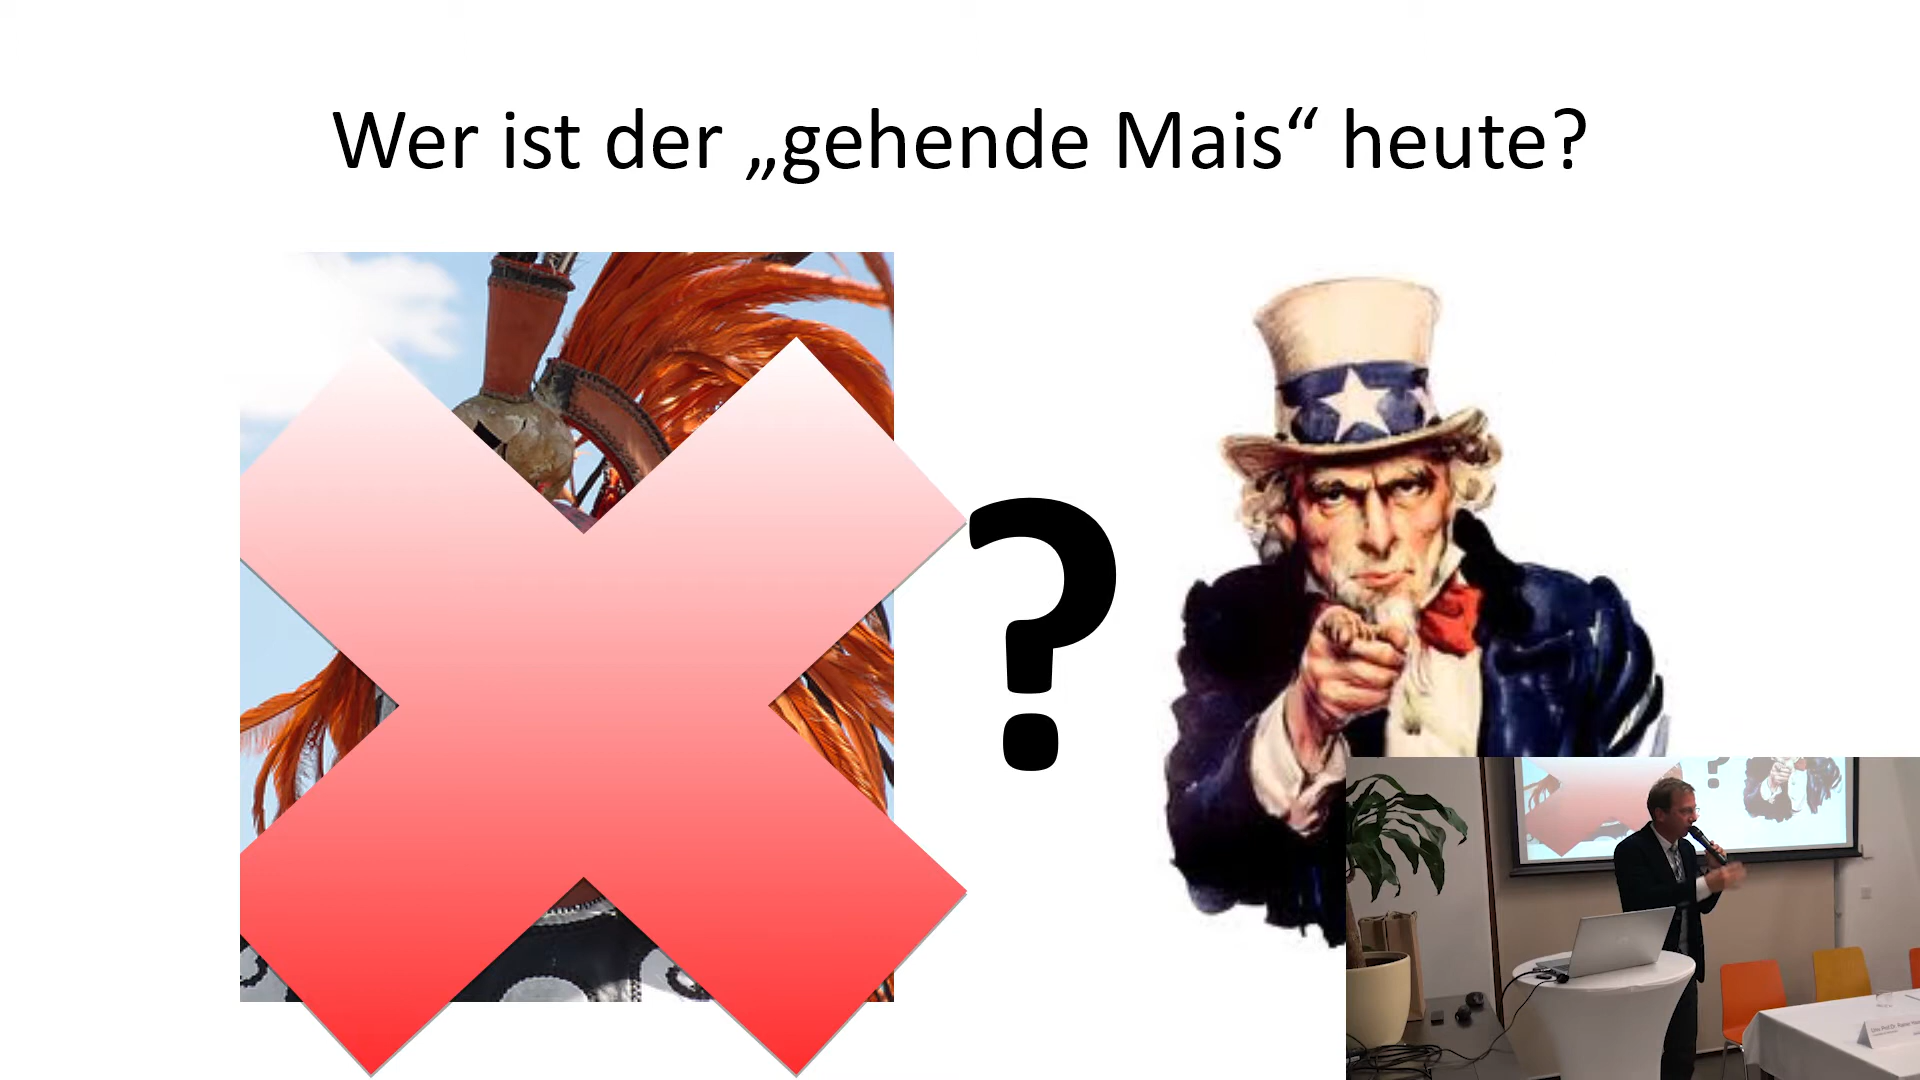 Wer ist der „gehende Mais“ heute?
?